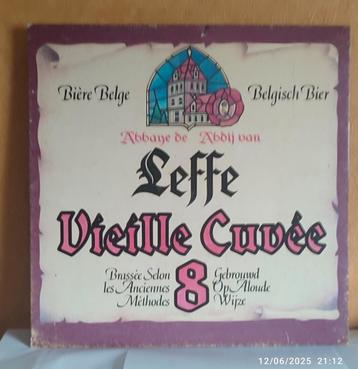 Bière Belge
Belgisch Bier
Abbaye de Abdij van
Leffe
Vieille Cuvée
Brassée Selon
les Anciennes
Méthodes
8
Gebrouwd
Op Aloude
Wijze
12/06/2025 21:12